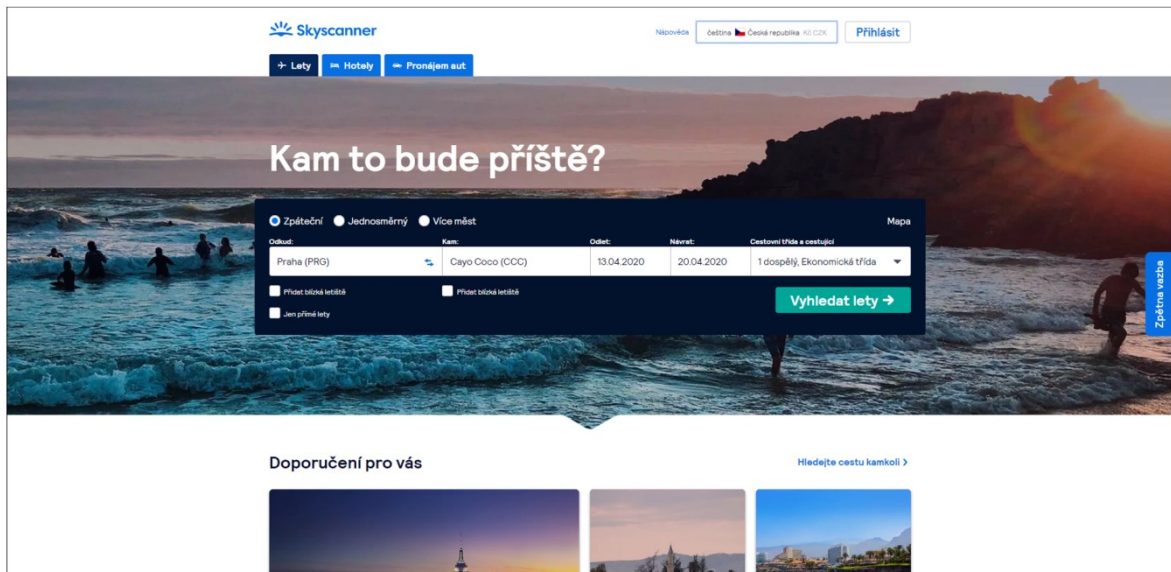 Skyscanner
Nápověda
čeština Česká republika Kč CZK
Přihlásit
Lety
Hotely
Pronájem aut
Kam to bude příště?
Zpáteční Jednosměrný Více měst
Mapa
Odkud: Kam: Odlet: Návrat: Cestovní třída a cestující
Praha (PRG) Cayo Coco (CCC) 13.04.2020 20.04.2020 1 dospělý, Ekonomická třída
Přidat blízká letiště Přidat blízká letiště
Jen přímé lety
Vyhledat lety
Zpětna vazba
Doporučení pro vás
Hledejte cestu kamkoli